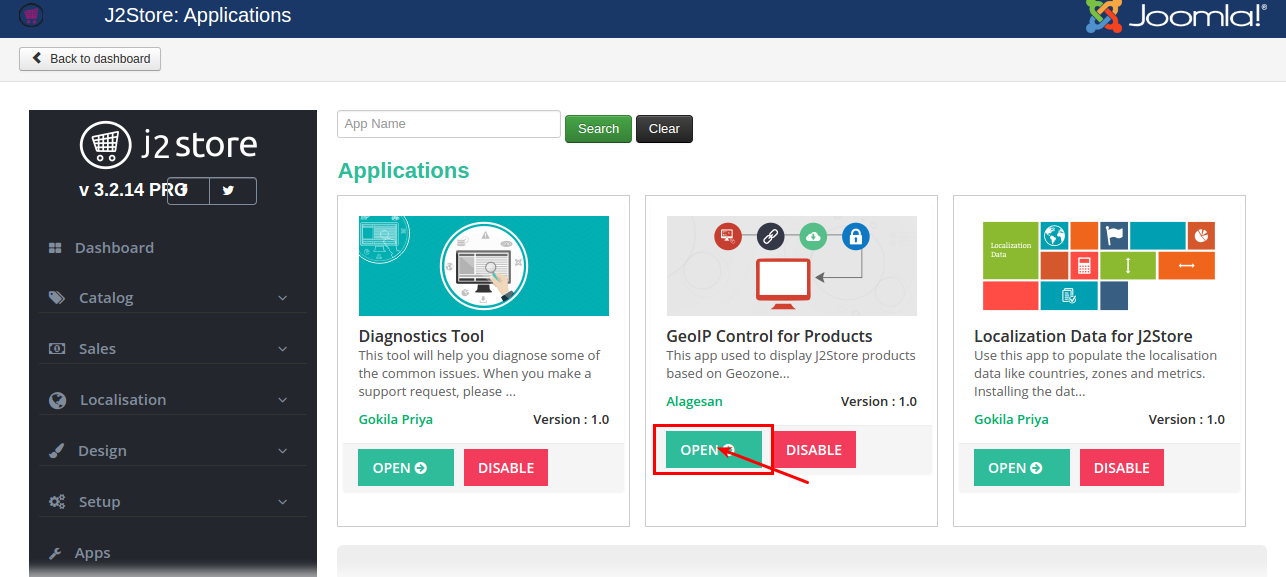 J2Store: Applications
Joomla!®
Back to dashboard
j2store
v 3.2.14 PRO
Dashboard
Catalog
Sales
Localisation
Design
Setup
Apps
App Name
Search
Clear
Applications
Diagnostics Tool
This tool will help you diagnose some of
the common issues. When you make a
support request, please ...
Gokila Priya
Version : 1.0
OPEN
DISABLE
GeoIP Control for Products
This app used to display J2Store products
based on Geozone...
Alagesan
Version : 1.0
OPEN
DISABLE
Localization
Data
Localization Data for J2Store
Use this app to populate the localisation
data like countries, zones and metrics.
Installing the dat...
Gokila Priya
Version : 1.0
OPEN
DISABLE